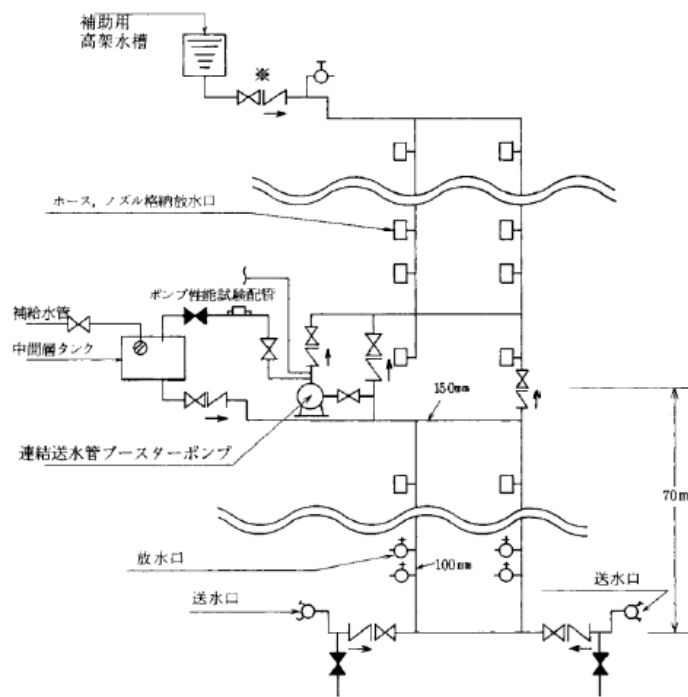 補助用
高架水槽
※
ホース,ノズル格納放水口
ポンプ性能試験配管
補給水管
中間層タンク
150mm
連結送水管ブースターポンプ
70m
放水口
100mm
送水口
送水口